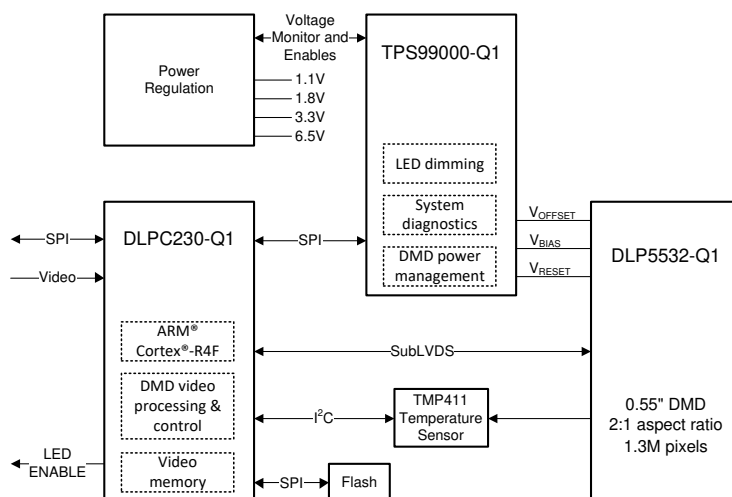 Voltage
Monitor and
Enables
TPS99000-Q1
Power
Regulation
1.1V
1.8V
3.3V
6.5V
LED dimming
System
diagnostics
DMD power
management
VOFFSET
VBIAS
VRESET
DLP5532-Q1
SPI
DLPC230-Q1
SPI
Video
ARM®
Cortex®-R4F
SubLVDS
DMD video
processing &
control
I²C
TMP411
Temperature
Sensor
0.55" DMD
2:1 aspect ratio
1.3M pixels
LED
ENABLE
Video
memory
SPI
Flash